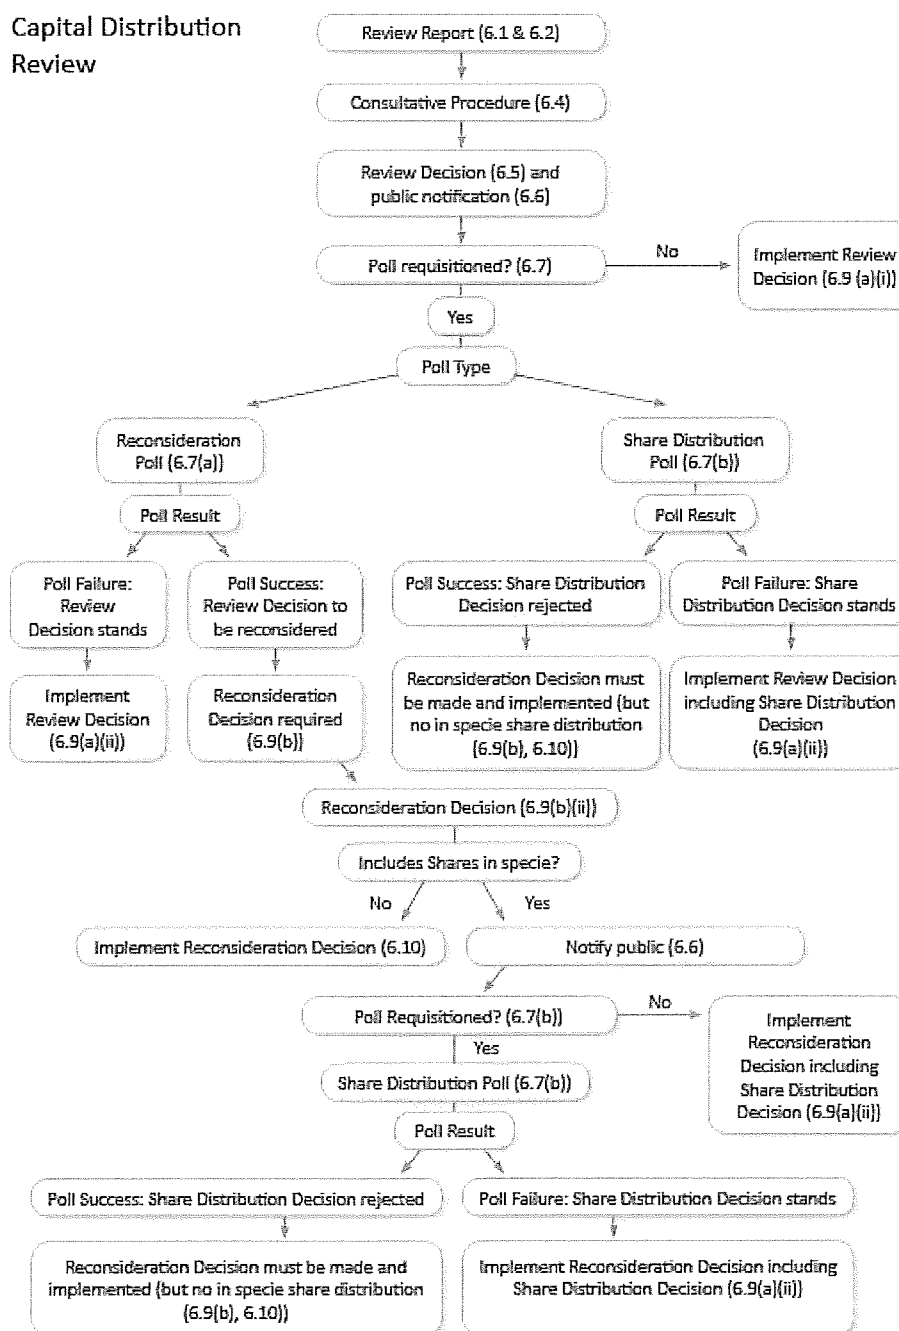 Capital Distribution
Review
Review Report (6.1 & 6.2)
Consultative Procedure (6.4)
Review Decision (6.5) and
public notification (6.6)
Poll requisitioned? (6.7)
No
Implement Review
Decision (6.9 (a)(i))
Yes
Poll Type
Reconsideration
Poll (6.7(a))
Share Distribution
Poll (6.7(b))
Poll Result
Poll Result
Poll Failure:
Review
Decision stands
Poll Success:
Review Decision to
be reconsidered
Poll Success: Share Distribution
Decision rejected
Poll Failure: Share
Distribution Decision stands
Implement
Review Decision
(6.9(a)(ii))
Reconsideration
Decision required
(6.9(b))
Reconsideration Decision must
be made and implemented (but
no in specie share distribution
(6.9(b), 6.10))
Implement Review Decision
including Share Distribution
Decision
(6.9(a)(ii))
Reconsideration Decision (6.9(b)(ii))
Includes Shares in specie?
No
Yes
Implement Reconsideration Decision (6.10)
Notify public (6.6)
Poll Requisitioned? (6.7(b))
No
Implement
Reconsideration
Decision including
Share Distribution
Decision (6.9(a)(ii))
Yes
Share Distribution Poll (6.7(b))
Poll Result
Poll Success: Share Distribution Decision rejected
Poll Failure: Share Distribution Decision stands
Reconsideration Decision must be made and
implemented (but no in specie share distribution
(6.9(b), 6.10))
Implement Reconsideration Decision including
Share Distribution Decision (6.9(a)(ii))